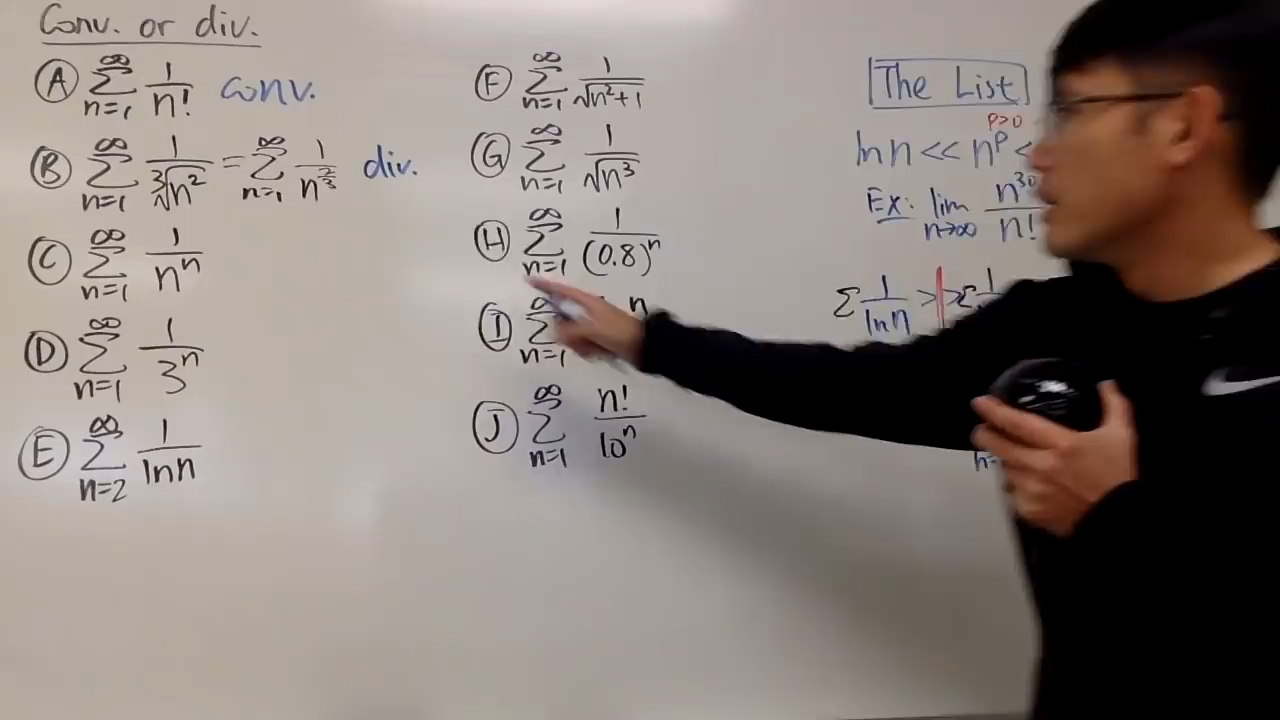 Conv. or div.
Ⓐ ∞ Σ n=1 1/n! conv.
Ⓑ ∞ Σ n=1 1/∛n² = ∞ Σ n=1 1/n^(2/3) div.
Ⓒ ∞ Σ n=1 1/nⁿ
Ⓓ ∞ Σ n=1 1/3ⁿ
Ⓔ ∞ Σ n=2 1/ln n
Ⓕ ∞ Σ n=1 1/√(n²+1)
Ⓖ ∞ Σ n=1 1/√n³
Ⓗ ∞ Σ n=1 1/(0.8)ⁿ
Ⓘ ∞ Σ n=1 n
Ⓙ ∞ Σ n=1 n!/10ⁿ
The List
p>0
ln n << n^p <
Ex: lim n→∞ n^30/n!
Σ 1/ln n > > Σ 1
n=